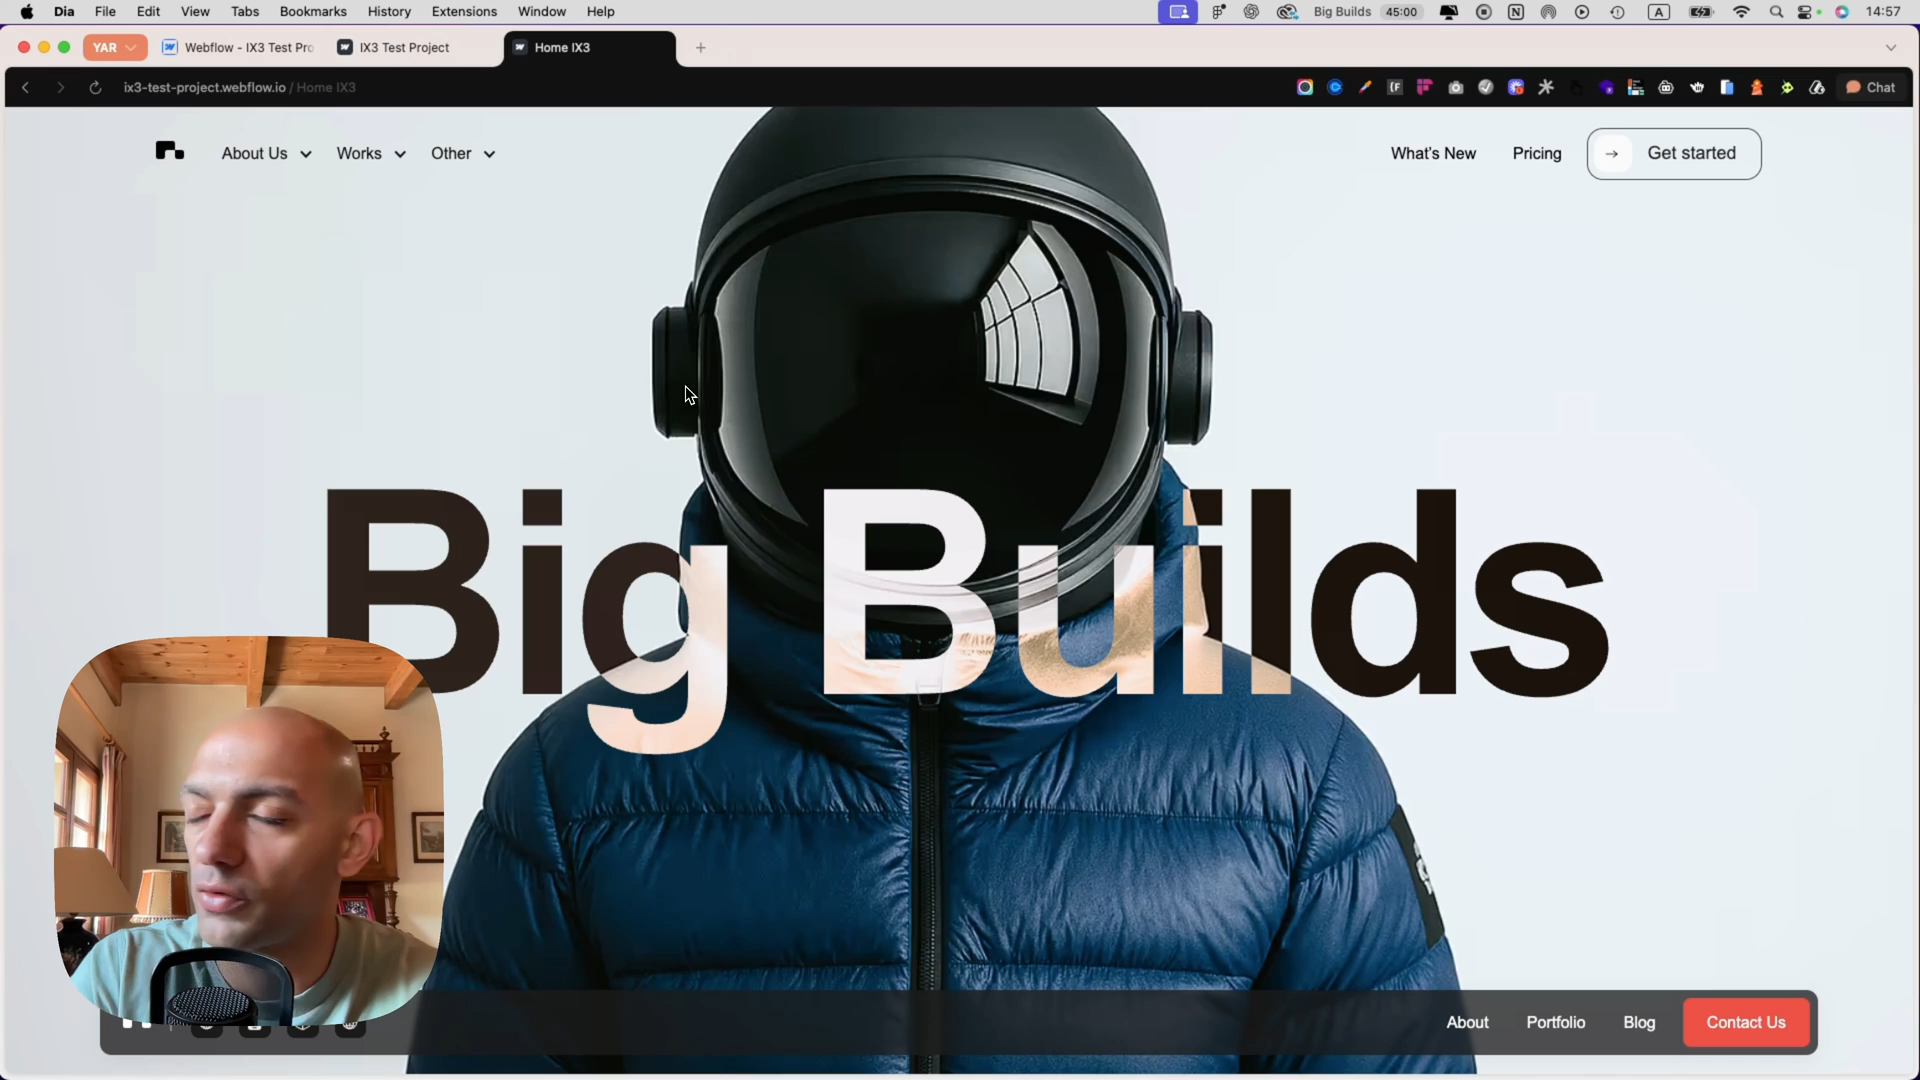 Dia File Edit View Tabs Bookmarks History Extensions Window Help Big Builds 45:00 A 14:57
YAR Webflow - IX3 Test Pro IX3 Test Project Home IX3
ix3-test-project.webflow.io / Home IX3 Chat
About Us Works Other What's New Pricing Get started
Big Builds
About Portfolio Blog Contact Us